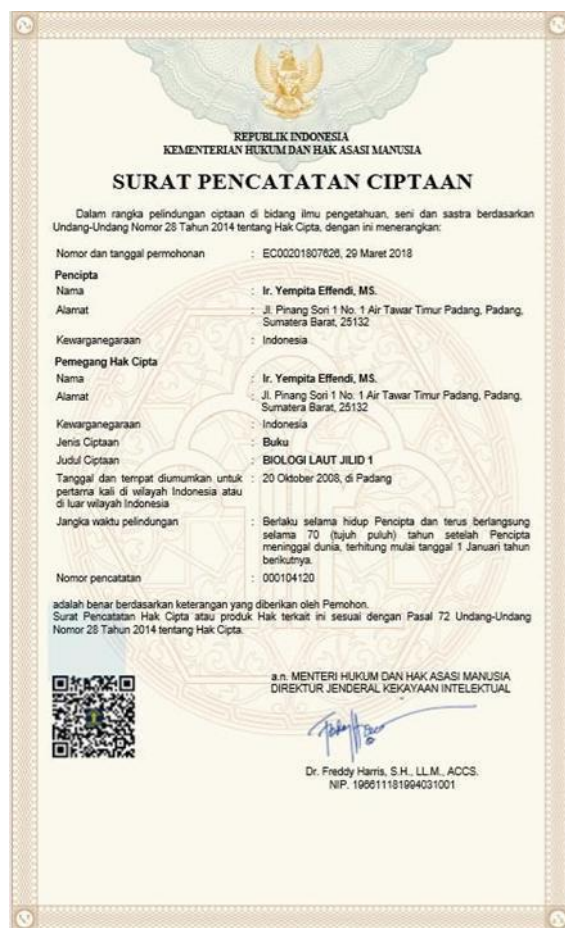 REPUBLIK INDONESIA
KEMENTERIAN HUKUM DAN HAK ASASI MANUSIA
SURAT PENCATATAN CIPTAAN
Dalam rangka pelindungan ciptaan di bidang ilmu pengetahuan, seni dan sastra berdasarkan
Undang-Undang Nomor 28 Tahun 2014 tentang Hak Cipta, dengan ini menerangkan:
Nomor dan tanggal permohonan : EC00201807626, 29 Maret 2018
Pencipta
Nama : Ir. Yempita Effendi, MS.
Alamat : Jl. Pinang Sori 1 No. 1 Air Tawar Timur Padang, Padang,
Sumatera Barat, 25132
Kewarganegaraan : Indonesia
Pemegang Hak Cipta
Nama : Ir. Yempita Effendi, MS.
Alamat : Jl. Pinang Sori 1 No. 1 Air Tawar Timur Padang, Padang,
Sumatera Barat, 25132
Kewarganegaraan : Indonesia
Jenis Ciptaan : Buku
Judul Ciptaan : BIOLOGI LAUT JILID 1
Tanggal dan tempat diumumkan untuk : 20 Oktober 2008, di Padang
pertama kali di wilayah Indonesia atau
di luar wilayah Indonesia
Jangka waktu pelindungan : Berlaku selama hidup Pencipta dan terus berlangsung
selama 70 (tujuh puluh) tahun setelah Pencipta
meninggal dunia, terhitung mulai tanggal 1 Januari tahun
berikutnya.
Nomor pencatatan : 000104120
adalah benar berdasarkan keterangan yang diberikan oleh Pemohon.
Surat Pencatatan Hak Cipta atau produk Hak terkait ini sesuai dengan Pasal 72 Undang-Undang
Nomor 28 Tahun 2014 tentang Hak Cipta.
a.n. MENTERI HUKUM DAN HAK ASASI MANUSIA
DIREKTUR JENDERAL KEKAYAAN INTELEKTUAL
Dr. Freddy Harris, S.H., LL.M., ACCS.
NIP. 196611181994031001